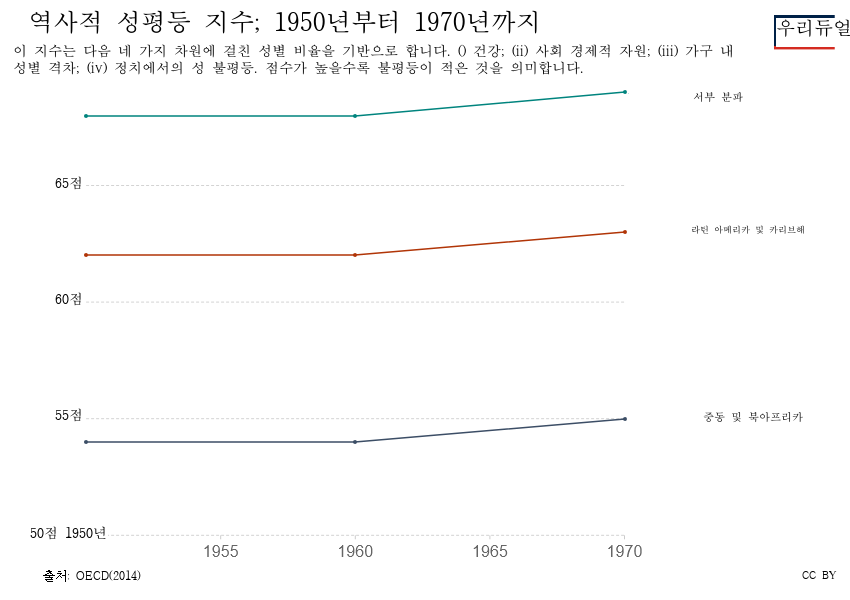 역사적 성평등 지수; 1950년부터 1970년까지
우리듀얼
이 지수는 다음 네 가지 차원에 걸친 성별 비율을 기반으로 합니다. () 건강; (ii) 사회 경제적 자원; (iii) 가구 내
성별 격차; (iv) 정치에서의 성 불평등. 점수가 높을수록 불평등이 적은 것을 의미합니다.
서부 분파
65점
라틴 아메리카 및 카리브해
60점
55점
중동 및 북아프리카
50점 1950년
1955 1960 1965 1970
출처: OECD(2014)
CC BY